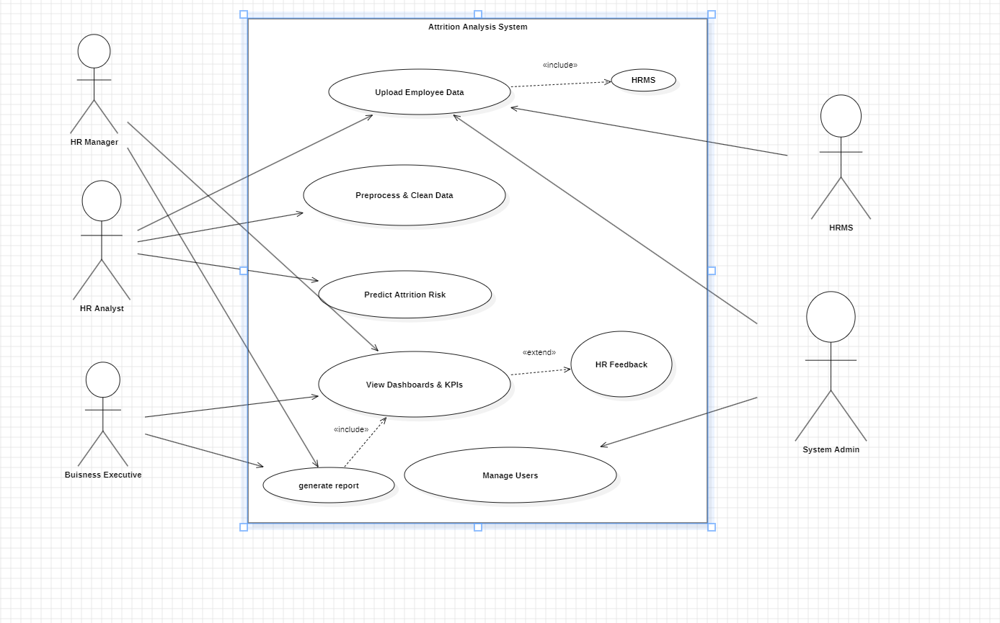 Attrition Analysis System
«include»
HRMS
Upload Employee Data
HR Manager
Preprocess & Clean Data
HRMS
Predict Attrition Risk
HR Analyst
«extend»
HR Feedback
View Dashboards & KPIs
«include»
System Admin
Buisness Executive
Manage Users
generate report